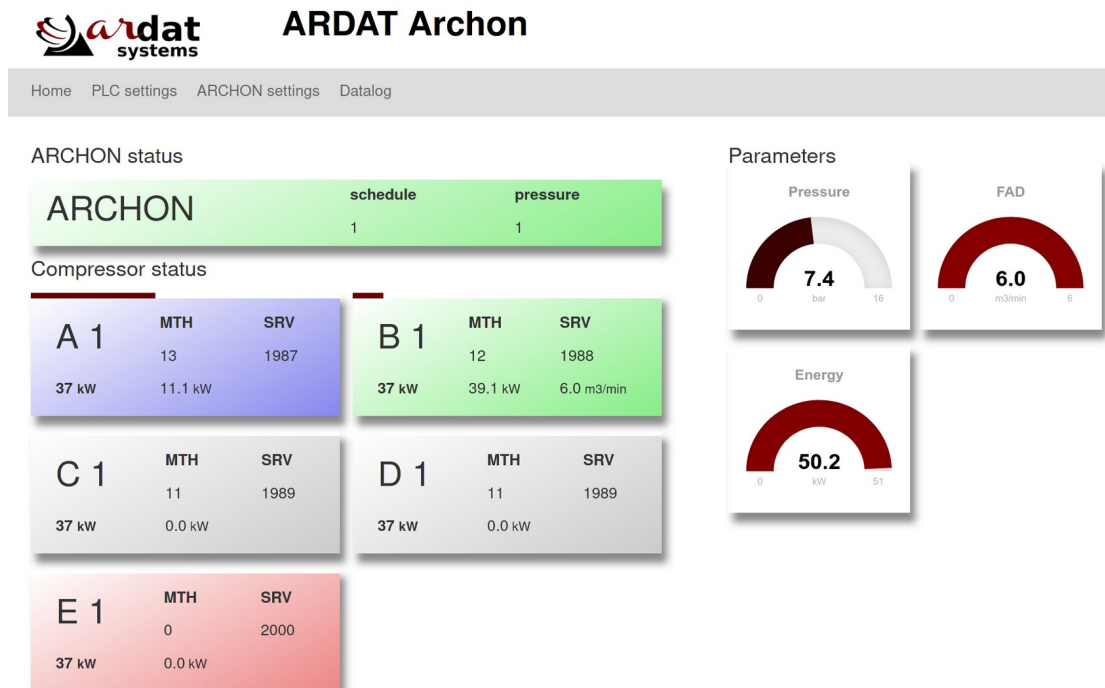 ardat
systems
ARDAT Archon
Home PLC settings ARCHON settings Datalog
ARCHON status
ARCHON schedule pressure
1 1
Compressor status
A 1 MTH SRV
13 1987
37 kW 11.1 kW
B 1 MTH SRV
12 1988
37 kW 39.1 kW 6.0 m3/min
C 1 MTH SRV
11 1989
37 kW 0.0 kW
D 1 MTH SRV
11 1989
37 kW 0.0 kW
E 1 MTH SRV
0 2000
37 kW 0.0 kW
Parameters
Pressure
7.4
0 bar 16
FAD
6.0
0 m3/min 6
Energy
50.2
0 kW 51